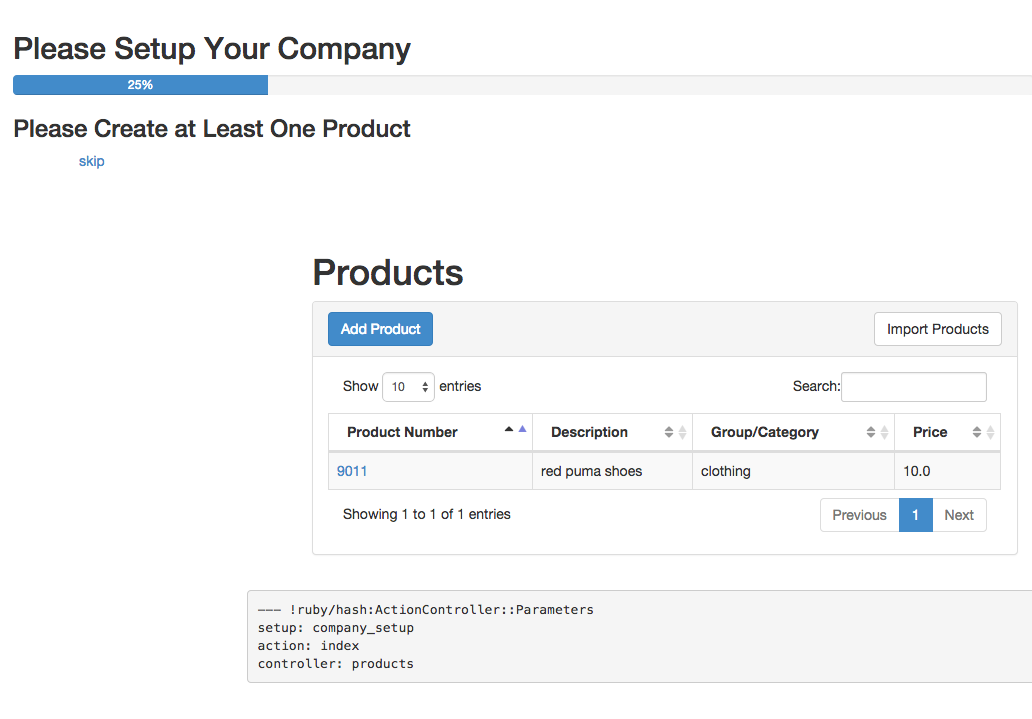 Please Setup Your Company
25%
Please Create at Least One Product
skip
Products
Add Product Import Products
Show 10 entries Search:
Product Number Description Group/Category Price
9011 red puma shoes clothing 10.0
Showing 1 to 1 of 1 entries Previous 1 Next
--- !ruby/hash:ActionController::Parameters
setup: company_setup
action: index
controller: products